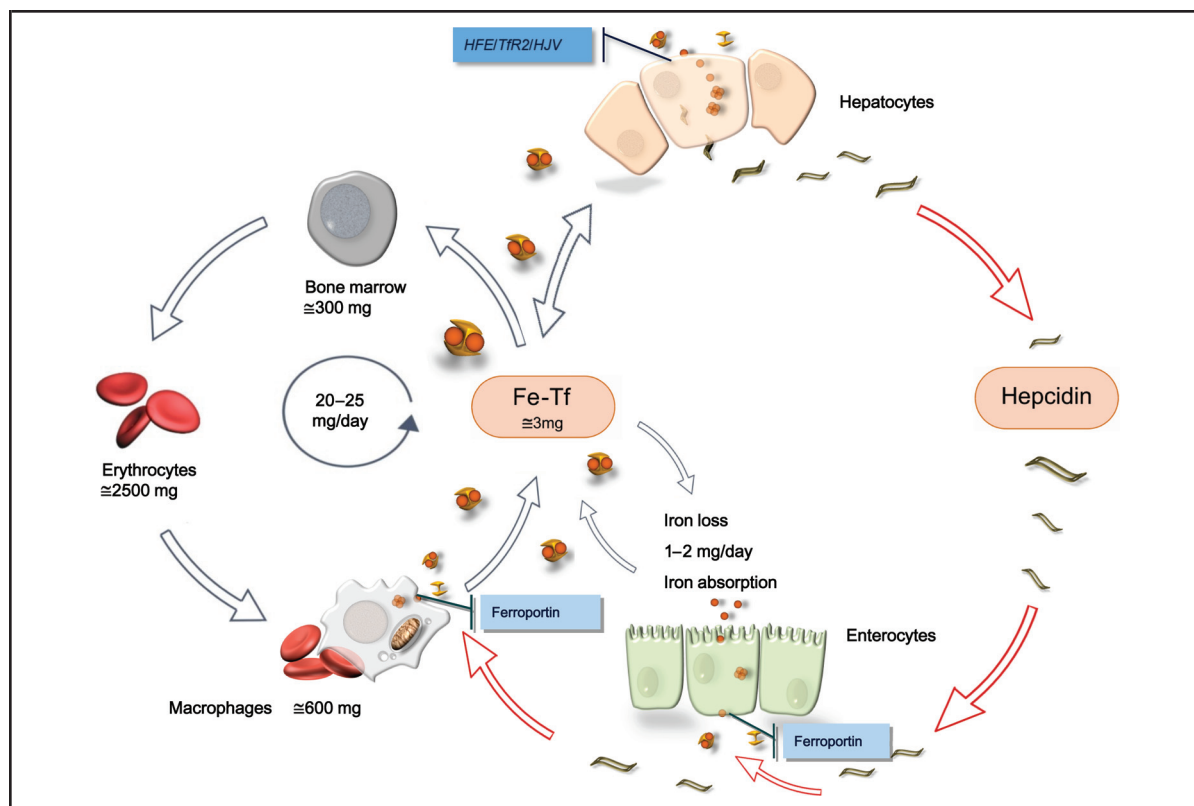 HFE/TfR2/HJV
Hepatocytes
Bone marrow
≅300 mg
20–25
mg/day
Fe-Tf
≅3mg
Hepcidin
Erythrocytes
≅2500 mg
Iron loss
1–2 mg/day
Iron absorption
Ferroportin
Enterocytes
Macrophages ≅600 mg
Ferroportin